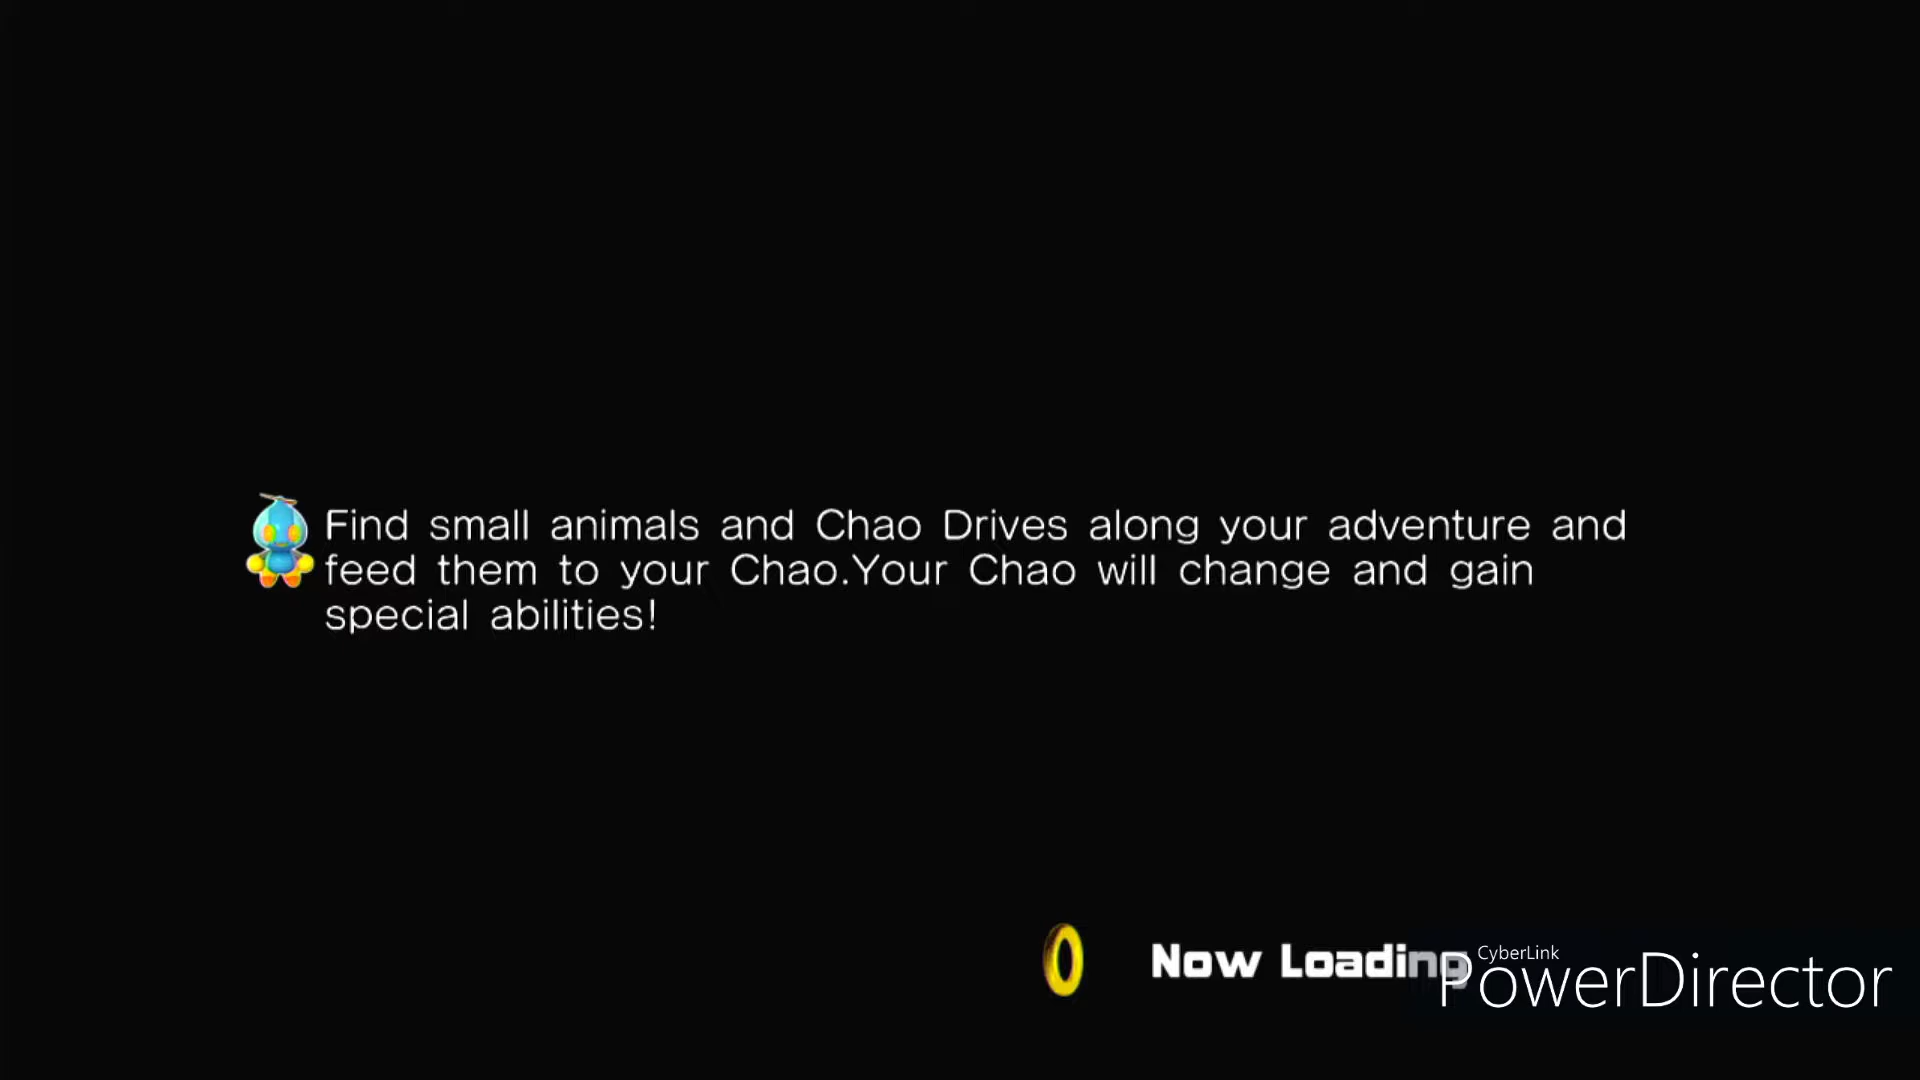 Find small animals and Chao Drives along your adventure and
feed them to your Chao.Your Chao will change and gain
special abilities!
Now Loading
CyberLink
PowerDirector